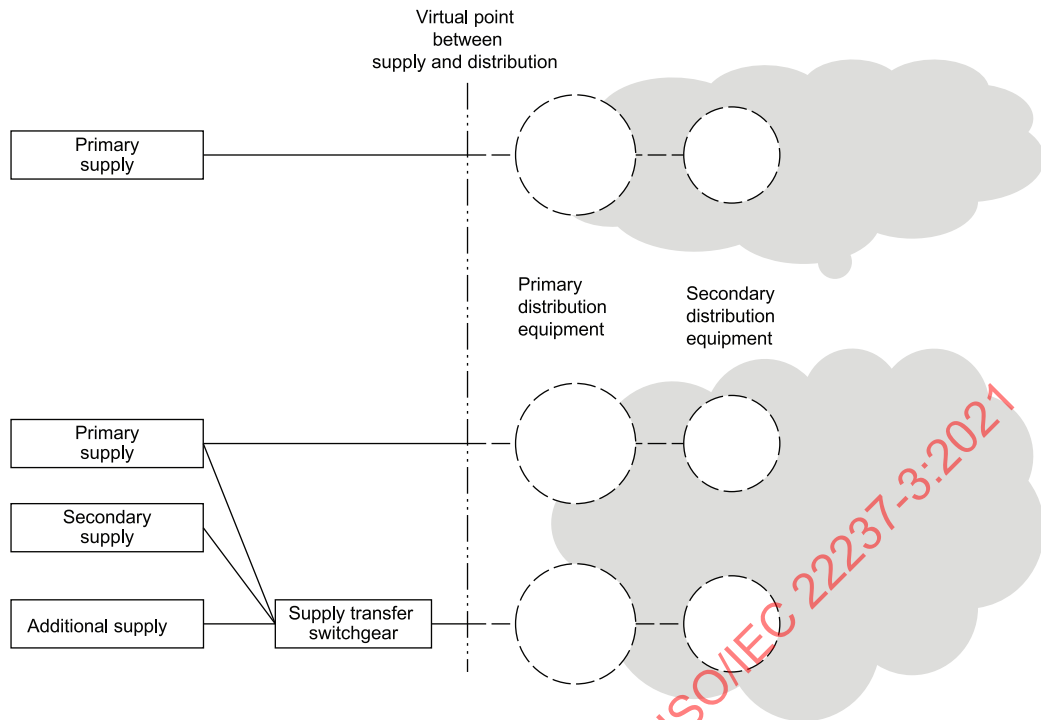 Virtual point
between
supply and distribution
Primary
supply
Primary
distribution
equipment
Secondary
distribution
equipment
Primary
supply
Secondary
supply
Additional supply
Supply transfer
switchgear
ISO/IEC 22237-3:2021